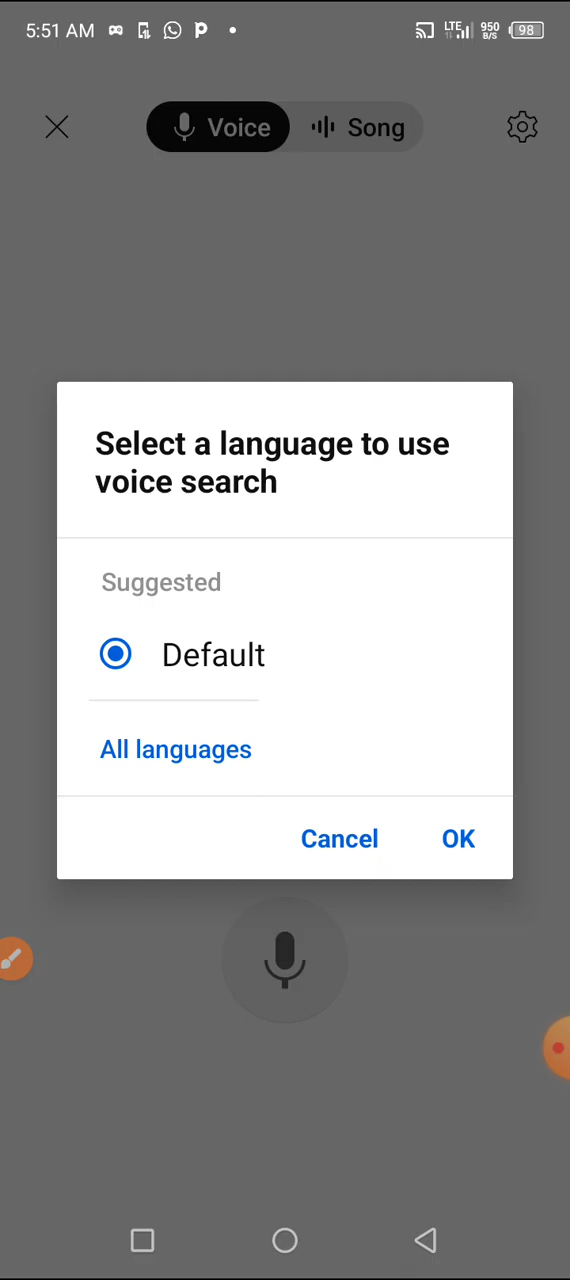 5:51 AM
LTE
950
B/S
98
Voice
Song
Select a language to use
voice search
Suggested
Default
All languages
Cancel
OK